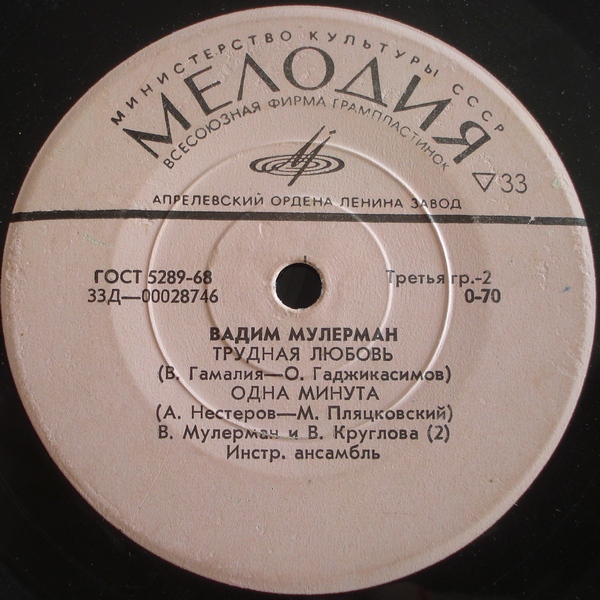 МИНИСТЕРСТВО КУЛЬТУРЫ СССР
МЕЛОДИЯ
ВСЕСОЮЗНАЯ ФИРМА ГРАМПЛАСТИНОК
АПРЕЛЕВСКИЙ ОРДЕНА ЛЕНИНА ЗАВОД
▽33
ГОСТ 5289-68
Третья гр.-2
33Д—00028746
0-70
ВАДИМ МУЛЕРМАН
ТРУДНАЯ ЛЮБОВЬ
(В. Гамалия—О. Гаджикасимов)
ОДНА МИНУТА
(А. Нестеров—М. Пляцковский)
В. Мулерман и В. Круглова (2)
Инстр. ансамбль